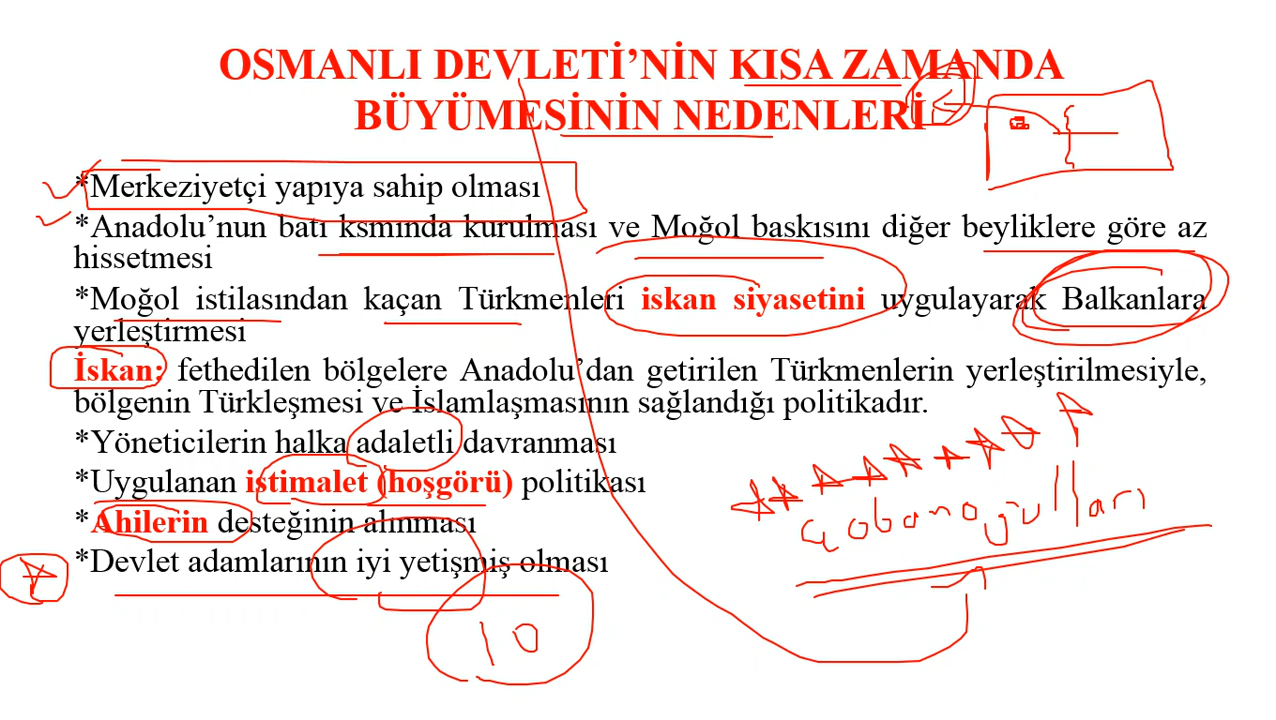 OSMANLI DEVLETİ’NİN KISA ZAMANDA
BÜYÜMESİNİN NEDENLERİ
*Merkeziyetçi yapıya sahip olması
*Anadolu’nun batı ksmında kurulması ve Moğol baskısını diğer beyliklere göre az
hissetmesi
*Moğol istilasından kaçan Türkmenleri iskan siyasetini uygulayarak Balkanlara
yerleştirmesi
İskan: fethedilen bölgelere Anadolu’dan getirilen Türkmenlerin yerleştirilmesiyle,
bölgenin Türkleşmesi ve İslamlaşmasının sağlandığı politikadır.
*Yöneticilerin halka adaletli davranması
*Uygulanan istimalet (hoşgörü) politikası
*Ahilerin desteğinin alınması
*Devlet adamlarının iyi yetişmiş olması
Çobanoğulları
10